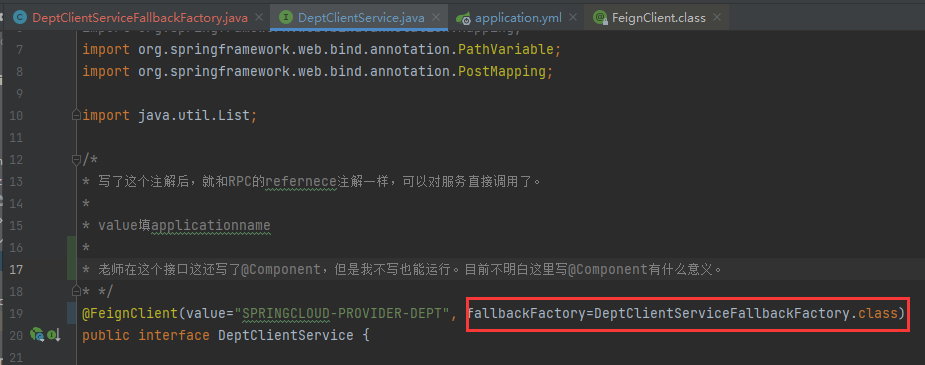 DeptClientServiceFallbackFactory.java
DeptClientService.java
application.yml
FeignClient.class
7 import org.springframework.web.bind.annotation.PathVariable;
8 import org.springframework.web.bind.annotation.PostMapping;
9
10 import java.util.List;
11
12 /*
13 * 写了这个注解后，就和RPC的refernece注解一样，可以对服务直接调用了。
14 *
15 * value填applicationname
16 *
17 * 老师在这个接口这还写了@Component，但是我不写也能运行。目前不明白这里写@Component有什么意义。
18 * */
19 @FeignClient(value="SPRINGCLOUD-PROVIDER-DEPT", fallbackFactory=DeptClientServiceFallbackFactory.class)
20 public interface DeptClientService {
21